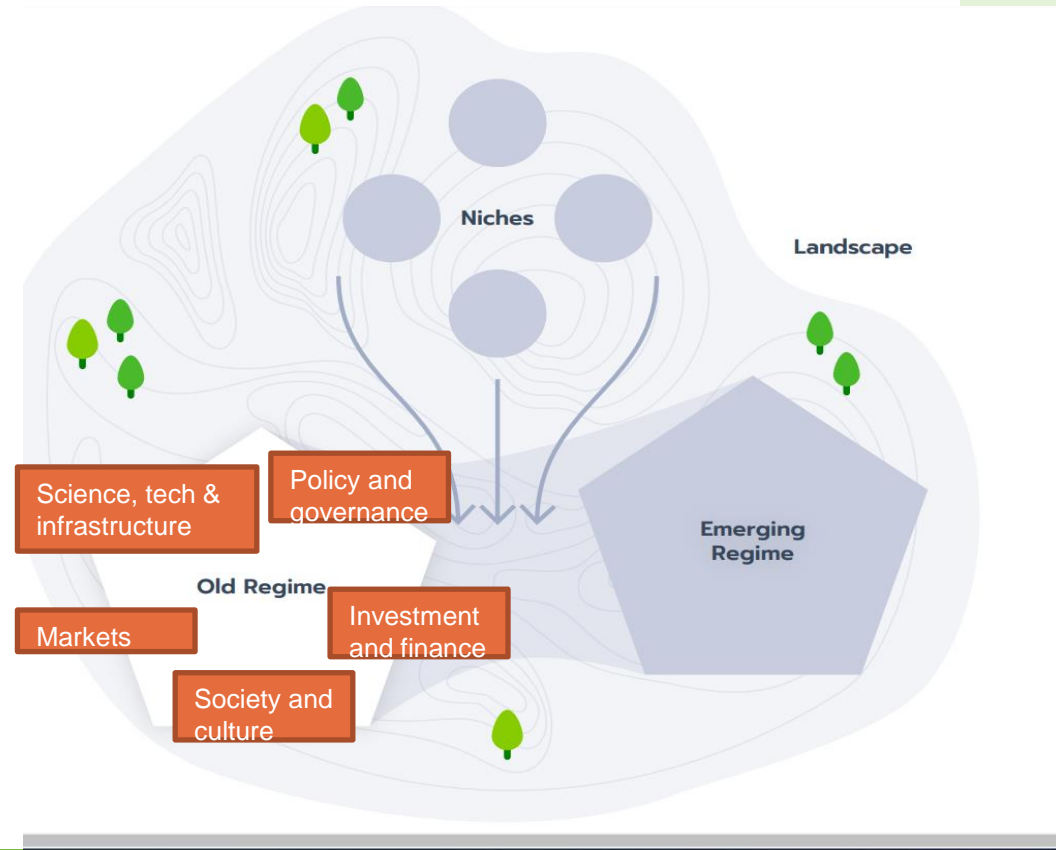 Niches
Landscape
Science, tech &
infrastructure
Policy and
governance
Emerging
Regime
Old Regime
Markets
Investment
and finance
Society and
culture